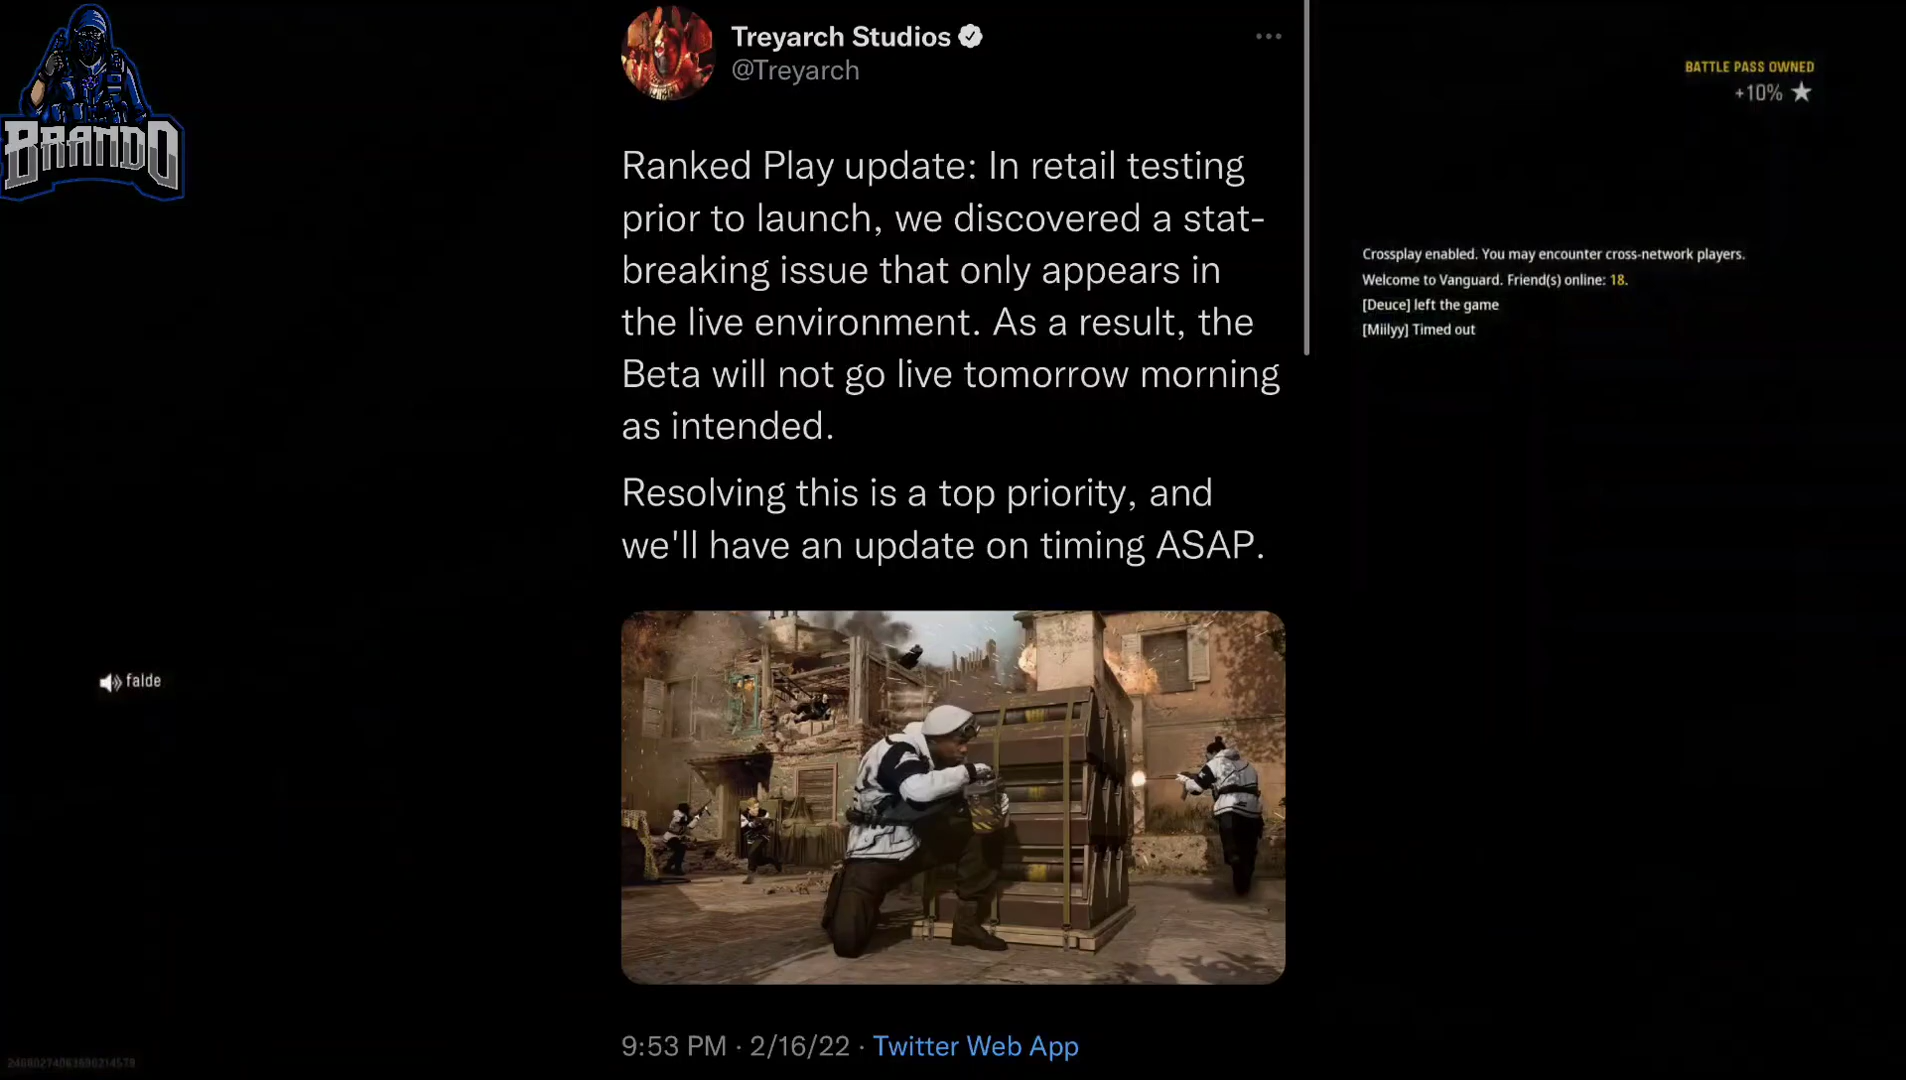 BRANDO
Treyarch Studios
@Treyarch
Ranked Play update: In retail testing
prior to launch, we discovered a stat-
breaking issue that only appears in
the live environment. As a result, the
Beta will not go live tomorrow morning
as intended.
Resolving this is a top priority, and
we'll have an update on timing ASAP.
9:53 PM · 2/16/22 · Twitter Web App
BATTLE PASS OWNED
+10%
Crossplay enabled. You may encounter cross-network players.
Welcome to Vanguard. Friend(s) online: 18.
[Deuce] left the game
[Miilyy] Timed out
falde